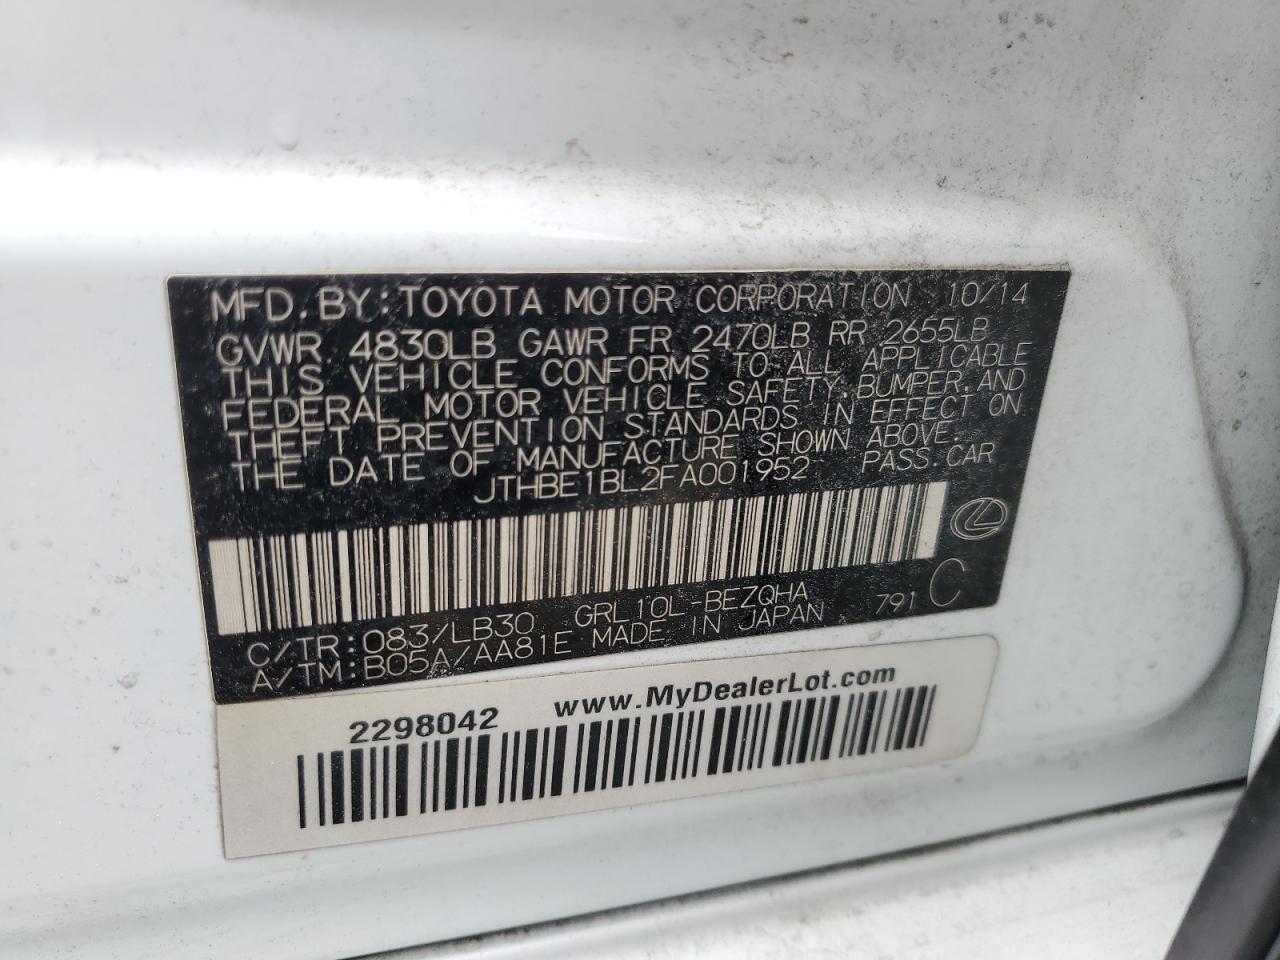 MFD. BY: TOYOTA MOTOR CORPORATION 10/14
GVWR 4830LB GAWR FR 2470LB RR 2655LB
THIS VEHICLE CONFORMS TO ALL APPLICABLE
FEDERAL MOTOR VEHICLE SAFETY, BUMPER, AND
THEFT PREVENTION STANDARDS IN EFFECT ON
THE DATE OF MANUFACTURE SHOWN ABOVE.
JTHBE1BL2FA001952 PASS. CAR
C/TR: 083/LB30 GRL10L-BEZQHA 791 C
A/TM: B05A/AA81E MADE IN JAPAN
2298042 www.MyDealerLot.com